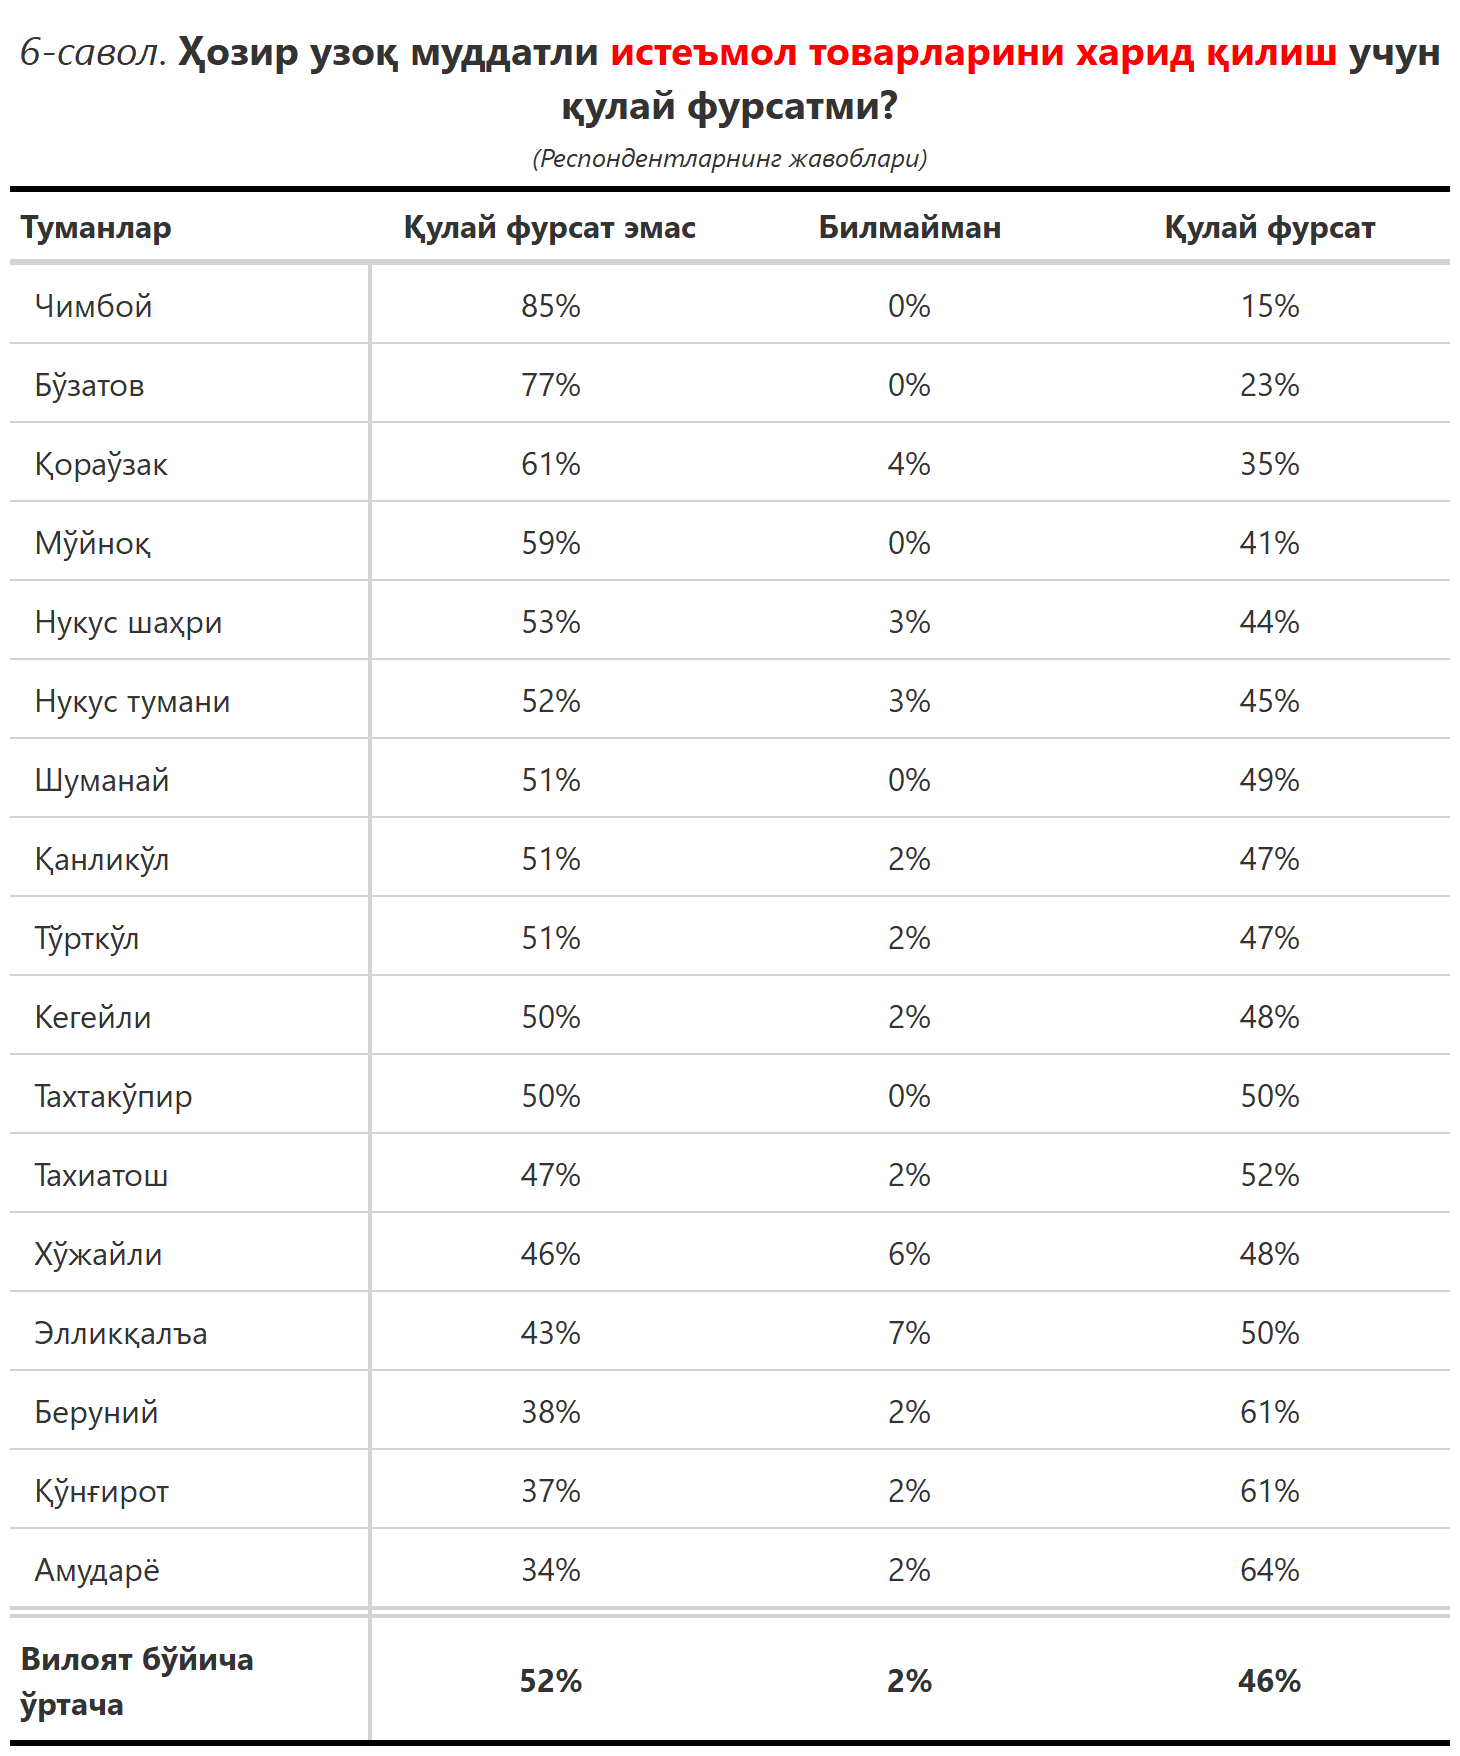 6-савол. Ҳозир узоқ муддатли истеъмол товарларини харид қилиш учун
қулай фурсатми?
(Респондентларнинг жавоблари)
Туманлар Қулай фурсат эмас Билмайман Қулай фурсат
Чимбой 85% 0% 15%
Бўзатов 77% 0% 23%
Қораўзак 61% 4% 35%
Мўйноқ 59% 0% 41%
Нукус шаҳри 53% 3% 44%
Нукус тумани 52% 3% 45%
Шуманай 51% 0% 49%
Қанликўл 51% 2% 47%
Тўрткўл 51% 2% 47%
Кегейли 50% 2% 48%
Тахтакўпир 50% 0% 50%
Тахиатош 47% 2% 52%
Хўжайли 46% 6% 48%
Элликқалъа 43% 7% 50%
Беруний 38% 2% 61%
Қўнғирот 37% 2% 61%
Амударё 34% 2% 64%
Вилоят бўйича
ўртача 52% 2% 46%